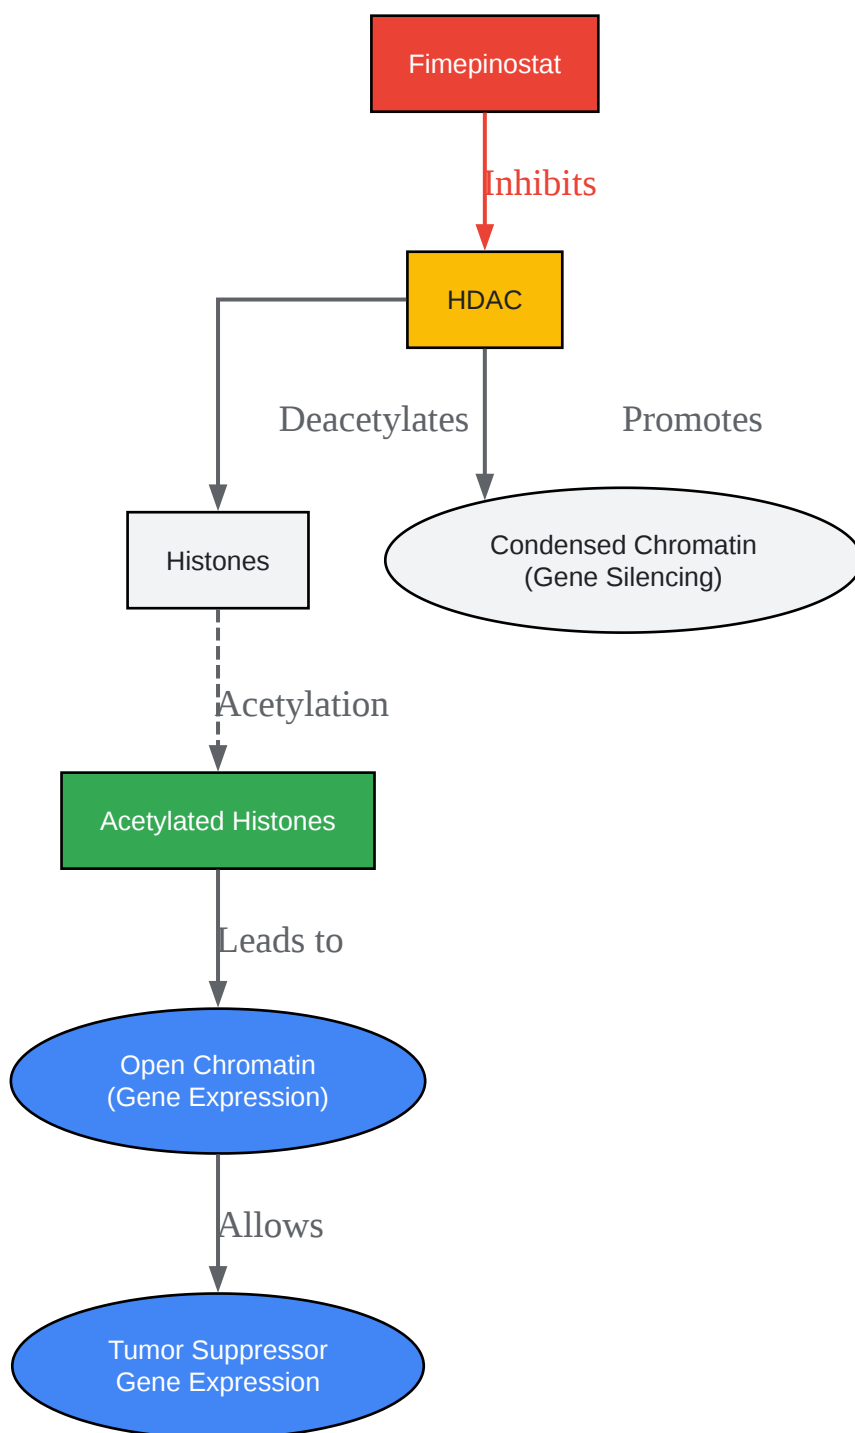 Fimepinostat
Inhibits
HDAC
Deacetylates
Promotes
Histones
Condensed Chromatin
(Gene Silencing)
Acetylation
Acetylated Histones
Leads to
Open Chromatin
(Gene Expression)
Allows
Tumor Suppressor
Gene Expression